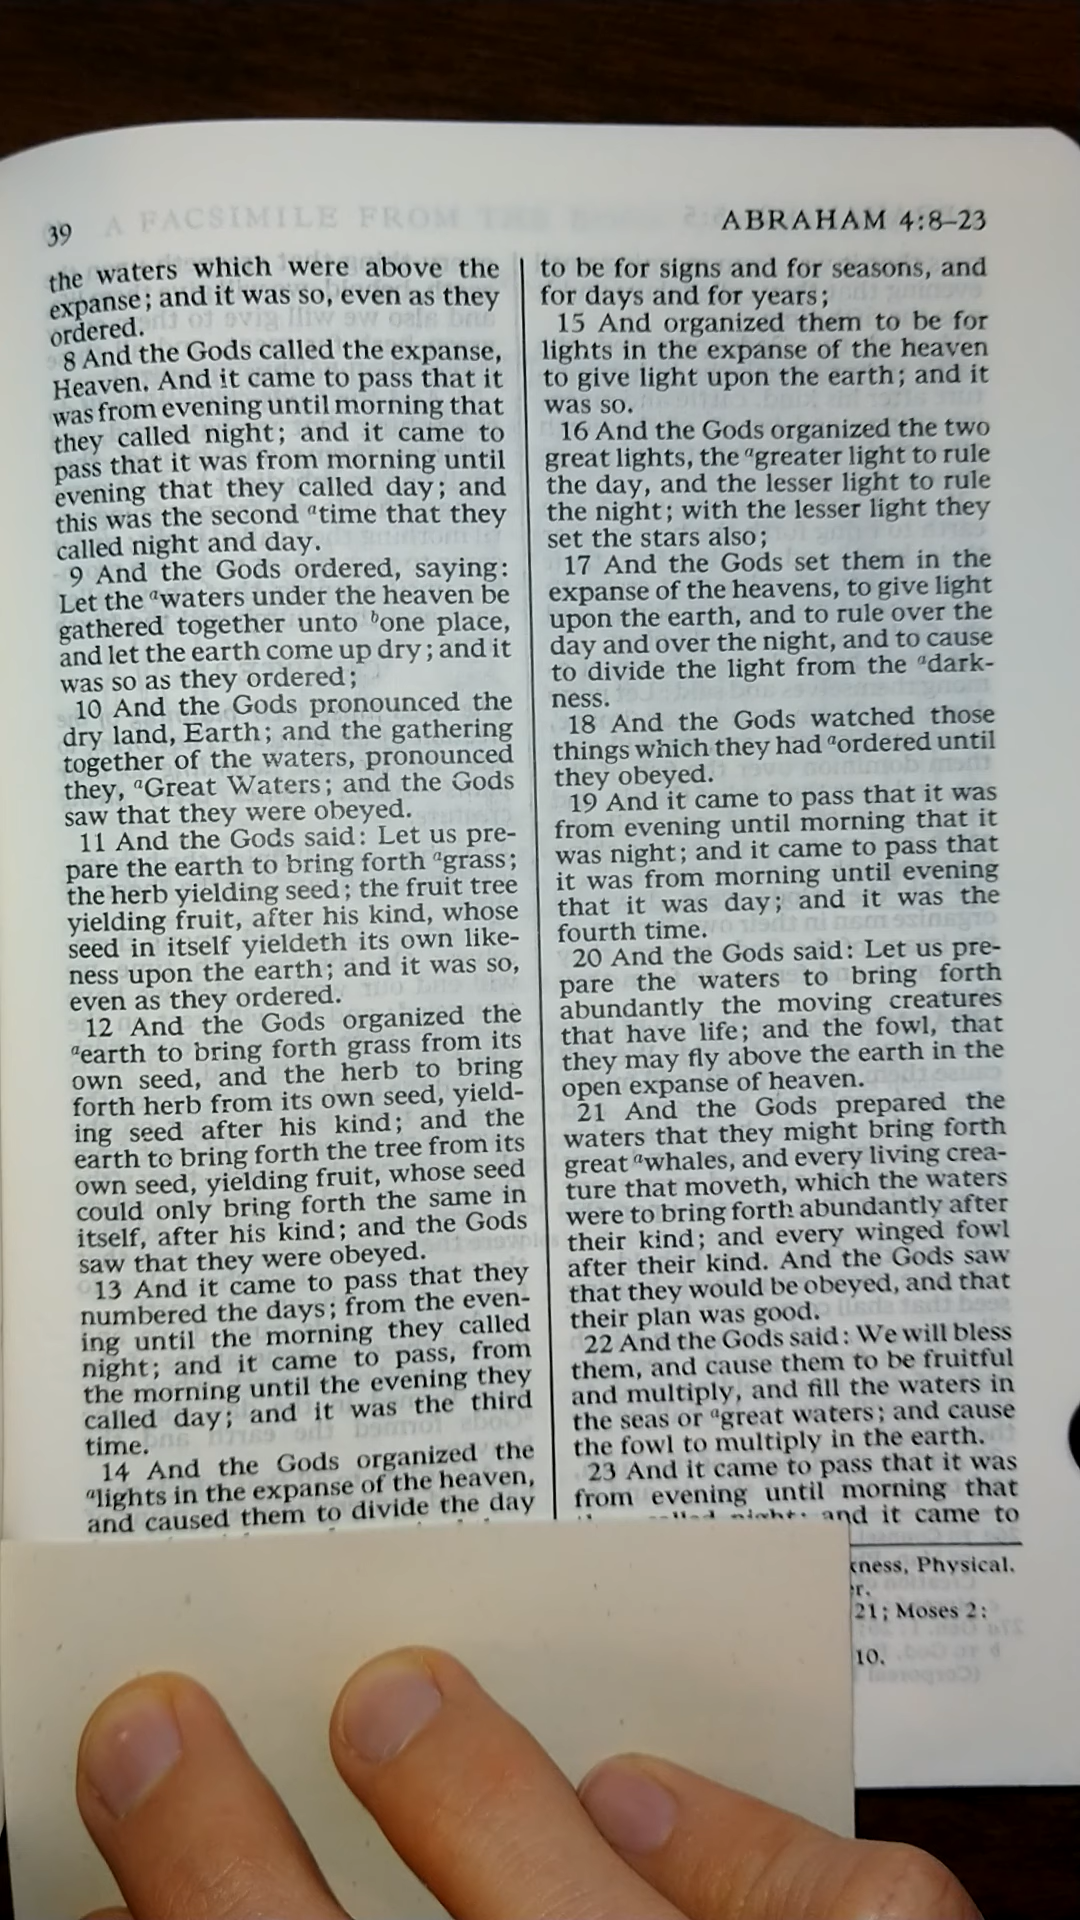 39
ABRAHAM 4:8–23
the waters which were above the
expanse; and it was so, even as they
ordered.
8 And the Gods called the expanse,
Heaven. And it came to pass that it
was from evening until morning that
they called night; and it came to
pass that it was from morning until
evening that they called day; and
this was the second ᵃtime that they
called night and day.
9 And the Gods ordered, saying:
Let the ᵃwaters under the heaven be
gathered together unto ᵇone place,
and let the earth come up dry; and it
was so as they ordered;
10 And the Gods pronounced the
dry land, Earth; and the gathering
together of the waters, pronounced
they, ᵃGreat Waters; and the Gods
saw that they were obeyed.
11 And the Gods said: Let us pre-
pare the earth to bring forth ᵃgrass;
the herb yielding seed; the fruit tree
yielding fruit, after his kind, whose
seed in itself yieldeth its own like-
ness upon the earth; and it was so,
even as they ordered.
12 And the Gods organized the
ᵃearth to bring forth grass from its
own seed, and the herb to bring
forth herb from its own seed, yield-
ing seed after his kind; and the
earth to bring forth the tree from its
own seed, yielding fruit, whose seed
could only bring forth the same in
itself, after his kind; and the Gods
saw that they were obeyed.
13 And it came to pass that they
numbered the days; from the even-
ing until the morning they called
night; and it came to pass, from
the morning until the evening they
called day; and it was the third
time.
14 And the Gods organized the
ᵃlights in the expanse of the heaven,
and caused them to divide the day
to be for signs and for seasons, and
for days and for years;
15 And organized them to be for
lights in the expanse of the heaven
to give light upon the earth; and it
was so.
16 And the Gods organized the two
great lights, the ᵃgreater light to rule
the day, and the lesser light to rule
the night; with the lesser light they
set the stars also;
17 And the Gods set them in the
expanse of the heavens, to give light
upon the earth, and to rule over the
day and over the night, and to cause
to divide the light from the ᵃdark-
ness.
18 And the Gods watched those
things which they had ᵃordered until
they obeyed.
19 And it came to pass that it was
from evening until morning that it
was night; and it came to pass that
it was from morning until evening
that it was day; and it was the
fourth time.
20 And the Gods said: Let us pre-
pare the waters to bring forth
abundantly the moving creatures
that have life; and the fowl, that
they may fly above the earth in the
open expanse of heaven.
21 And the Gods prepared the
waters that they might bring forth
great ᵃwhales, and every living crea-
ture that moveth, which the waters
were to bring forth abundantly after
their kind; and every winged fowl
after their kind. And the Gods saw
that they would be obeyed, and that
their plan was good.
22 And the Gods said: We will bless
them, and cause them to be fruitful
and multiply, and fill the waters in
the seas or ᵃgreat waters; and cause
the fowl to multiply in the earth.
23 And it came to pass that it was
from evening until morning that
night; and it came to
Physical.
21; Moses 2:
10.